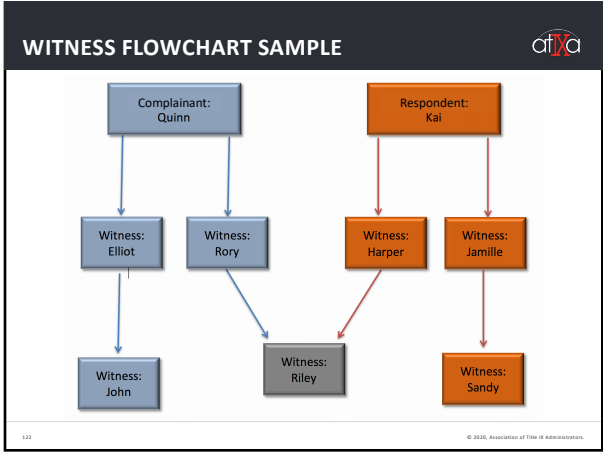 WITNESS FLOWCHART SAMPLE
atIXa
Complainant:
Quinn
Respondent:
Kai
Witness:
Elliot
Witness:
Rory
Witness:
Harper
Witness:
Jamille
Witness:
John
Witness:
Riley
Witness:
Sandy
122
© 2020, Association of Title IX Administrators.